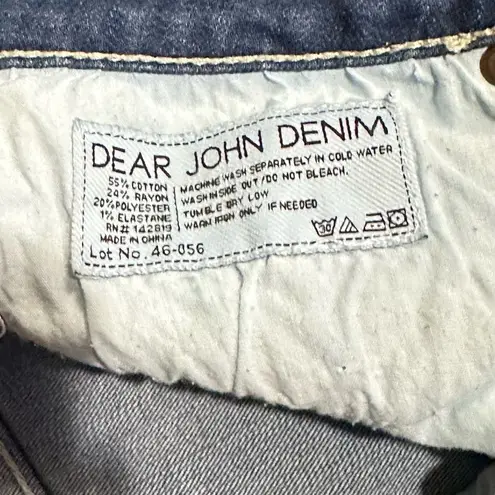 DEAR JOHN DENIM
55% COTTON
24% RAYON
20% POLYESTER
1% ELASTANE
RN# 142819
MADE IN CHINA
Lot No. 46-056
MACHINE WASH SEPARATELY IN COLD WATER
WASH INSIDE OUT/DO NOT BLEACH.
TUMBLE DRY LOW
WARM IRON ONLY IF NEEDED
30